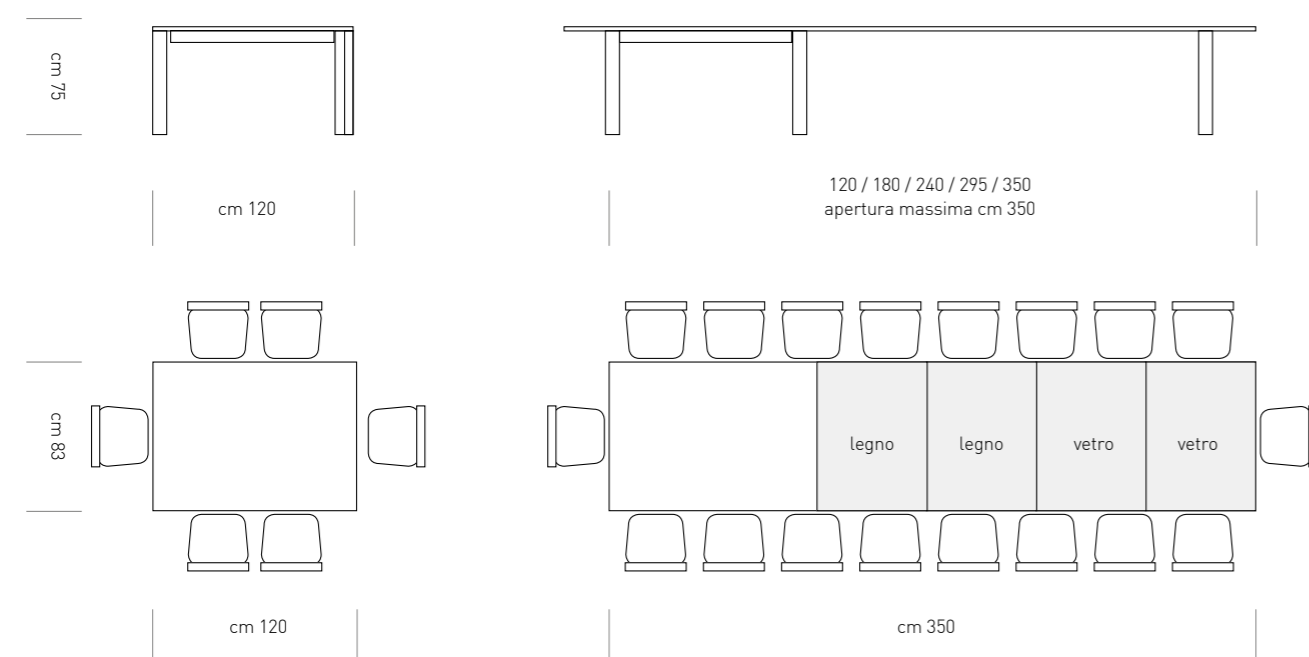 cm 75
cm 120
120 / 180 / 240 / 295 / 350
apertura massima cm 350
cm 83
legno
legno
vetro
vetro
cm 120
cm 350